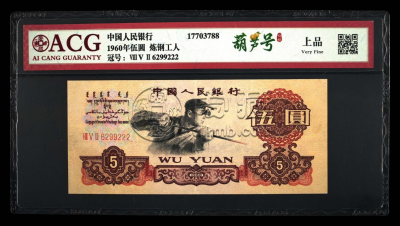 ACG
AI CANG GUARANTY
中国人民银行
1960年伍圆 炼钢工人
冠号：Ⅷ Ⅴ Ⅱ 6299222
17703788
葫芦号
上品
Very Fine
中國人民銀行
Ⅷ Ⅴ Ⅱ 6299222
伍圓
5
WU YUAN
5